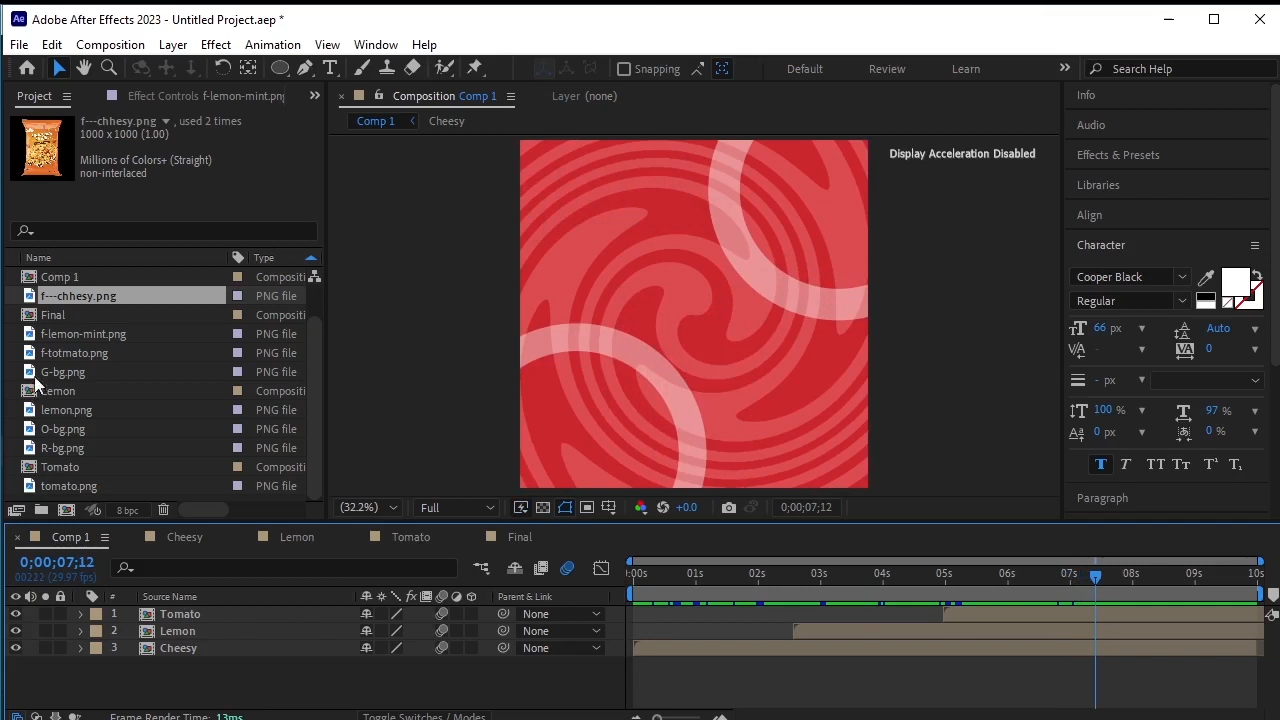 Ae Adobe After Effects 2023 - Untitled Project.aep *
File Edit Composition Layer Effect Animation View Window Help
Snapping Default Review Learn Search Help
Project Effect Controls f-lemon-mint.pn
Composition Comp 1 Layer (none)
Info
f---chhesy.png , used 2 times
1000 x 1000 (1.00)
Millions of Colors+ (Straight)
non-interlaced
Comp 1 Cheesy
Audio
Display Acceleration Disabled
Effects & Presets
Libraries
Align
Character
Name Type
Comp 1 Compositi
f---chhesy.png PNG file
Final Compositi
f-lemon-mint.png PNG file
f-totmato.png PNG file
G-bg.png PNG file
Lemon Compositi
lemon.png PNG file
O-bg.png PNG file
R-bg.png PNG file
Tomato Compositi
tomato.png PNG file
Cooper Black
Regular
66 px Auto
0
- px
100 % 97 %
0 px 0 %
T T TT Tт T¹ T₁
Paragraph
8 bpc
(32.2%) Full +0.0 0;00;07;12
Comp 1 Cheesy Lemon Tomato Final
0;00;07;12
00222 (29.97 fps)
:00s 01s 02s 03s 04s 05s 06s 07s 08s 09s 10s
# Source Name Parent & Link
1 Tomato None
2 Lemon None
3 Cheesy None
Frame Render Time: 13ms Toggle Switches / Modes